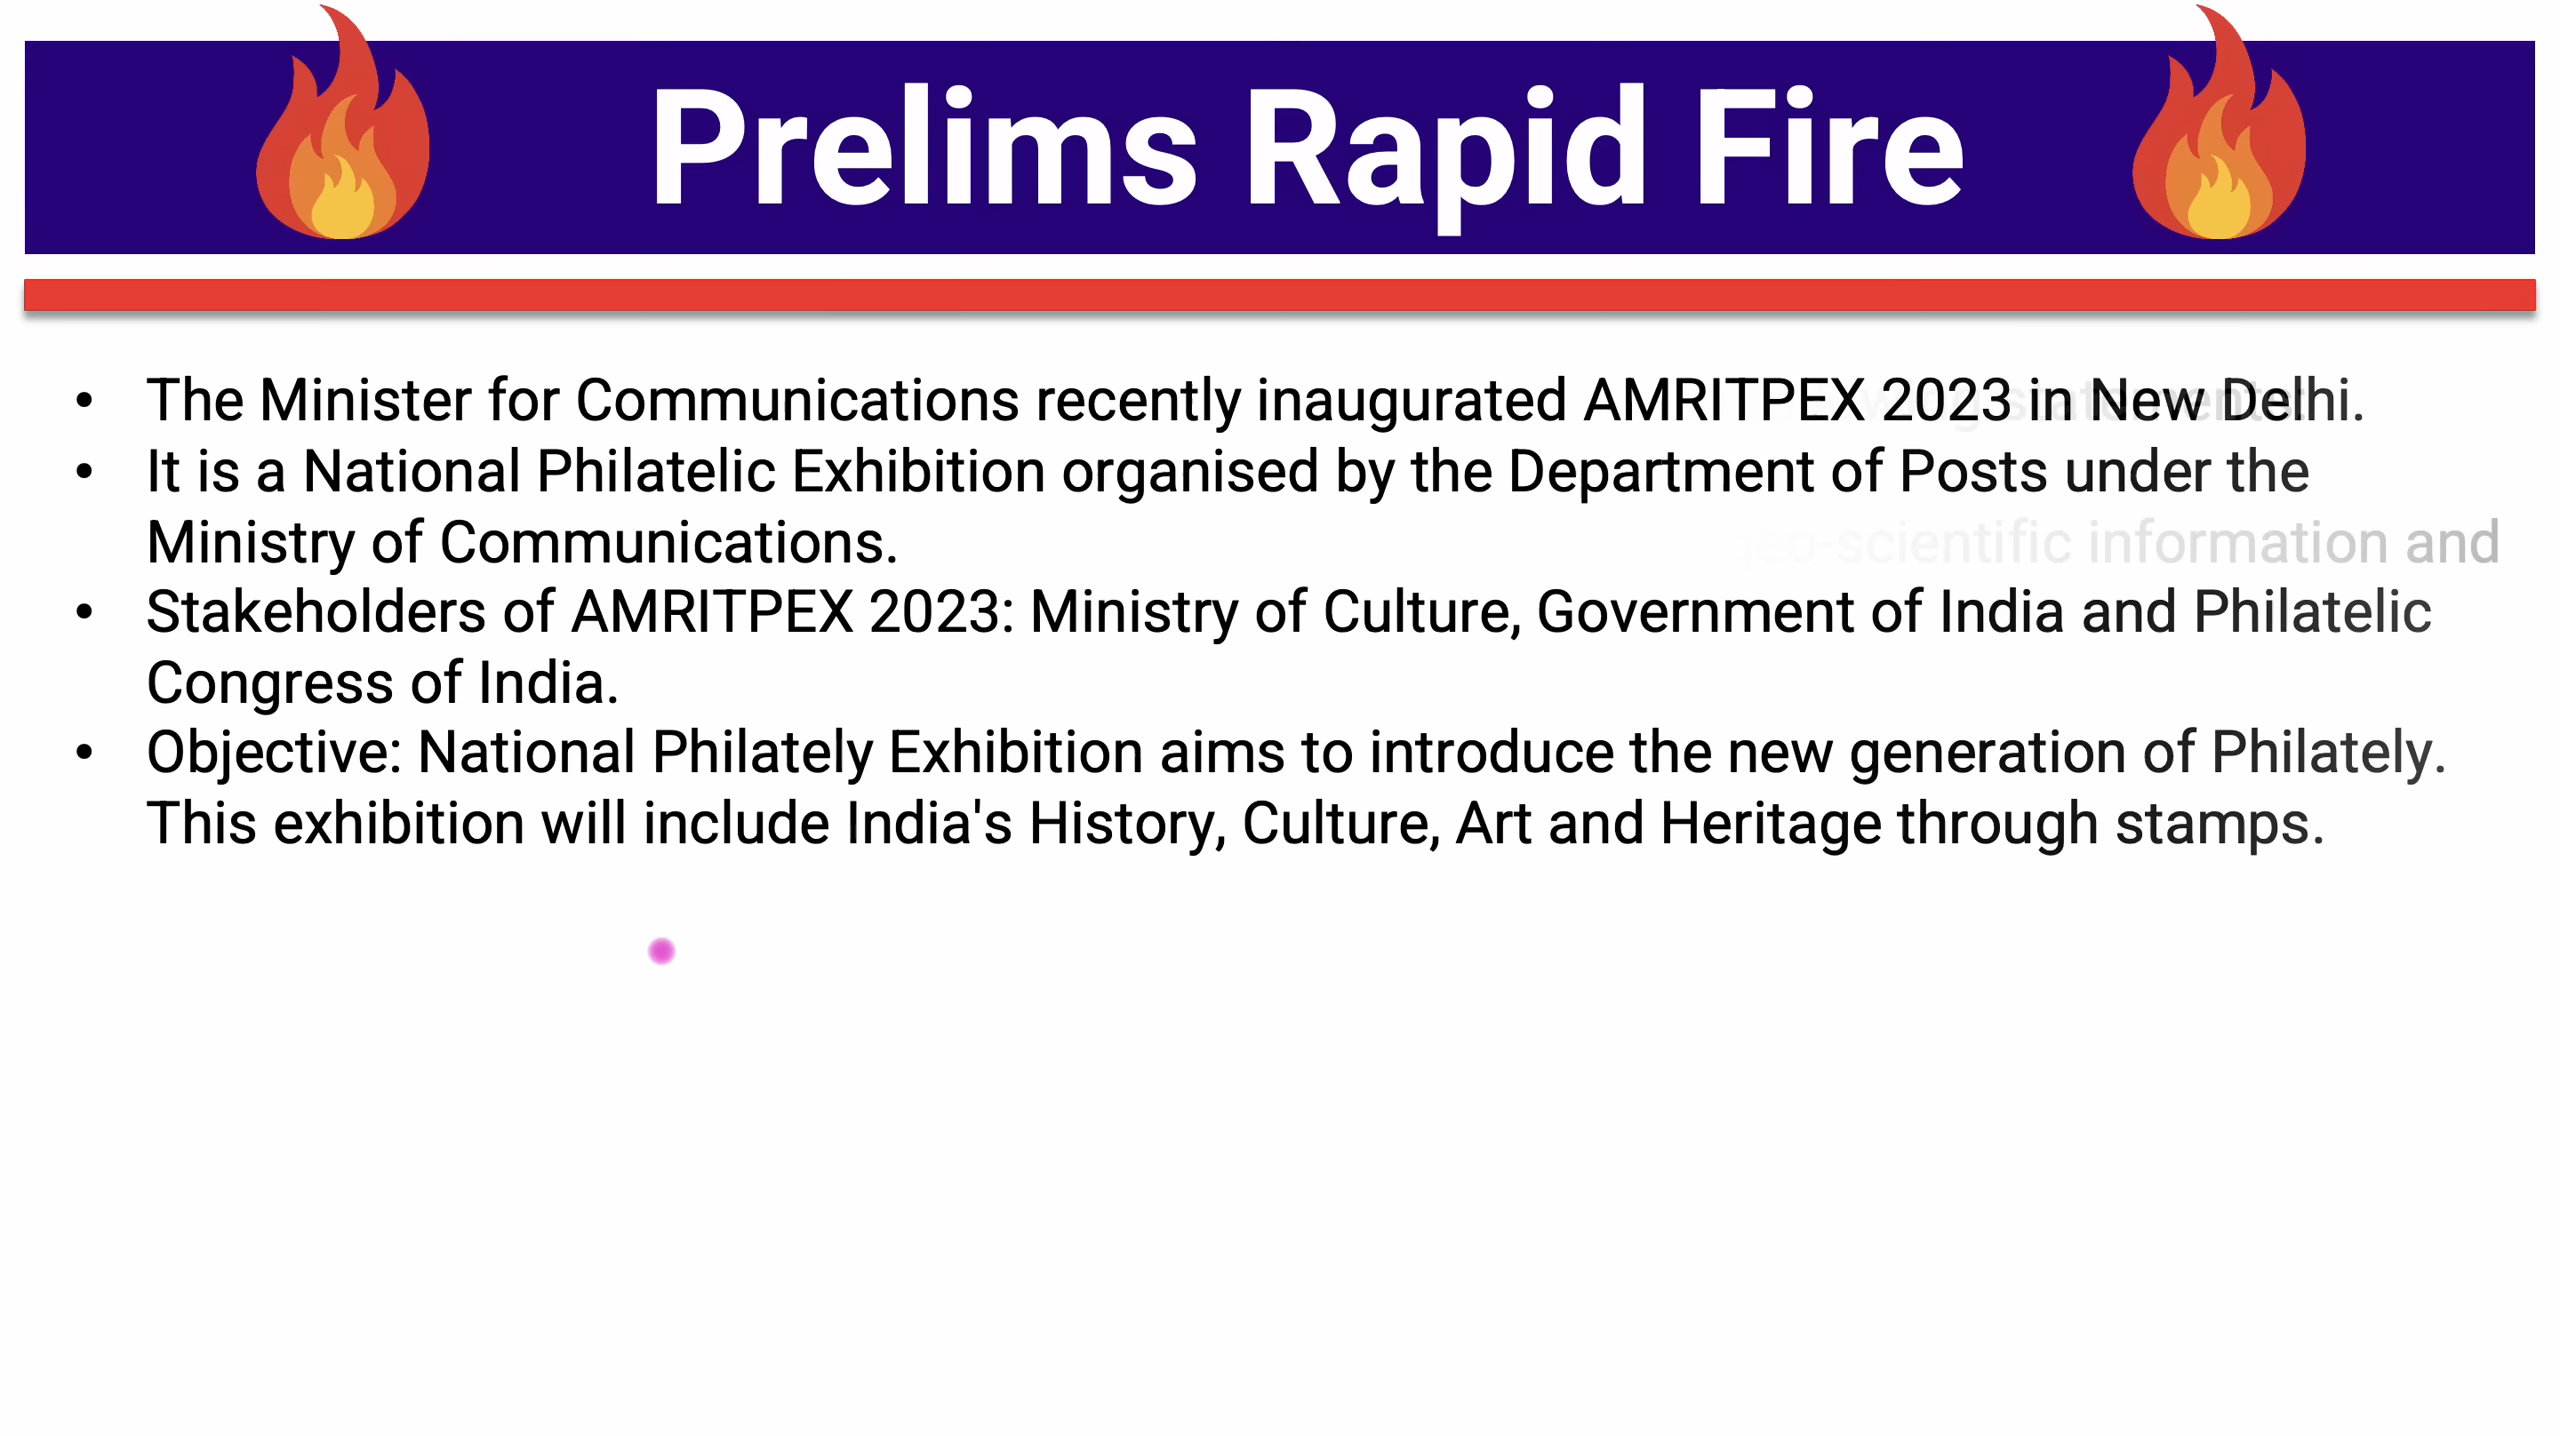 Prelims Rapid Fire
• The Minister for Communications recently inaugurated AMRITPEX 2023 in New Delhi.
• It is a National Philatelic Exhibition organised by the Department of Posts under the
Ministry of Communications.
scientific information and
• Stakeholders of AMRITPEX 2023: Ministry of Culture, Government of India and Philatelic
Congress of India.
• Objective: National Philately Exhibition aims to introduce the new generation of Philately.
This exhibition will include India's History, Culture, Art and Heritage through stamps.